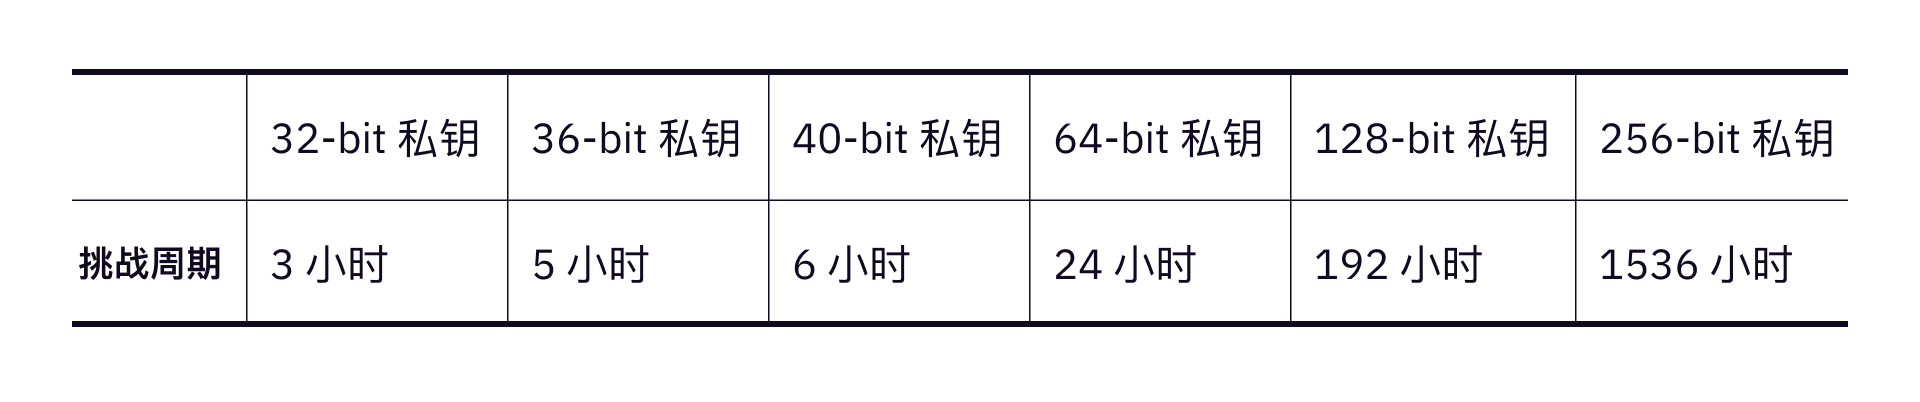 32-bit 私钥 36-bit 私钥 40-bit 私钥 64-bit 私钥 128-bit 私钥 256-bit 私钥
挑战周期 3 小时 5 小时 6 小时 24 小时 192 小时 1536 小时